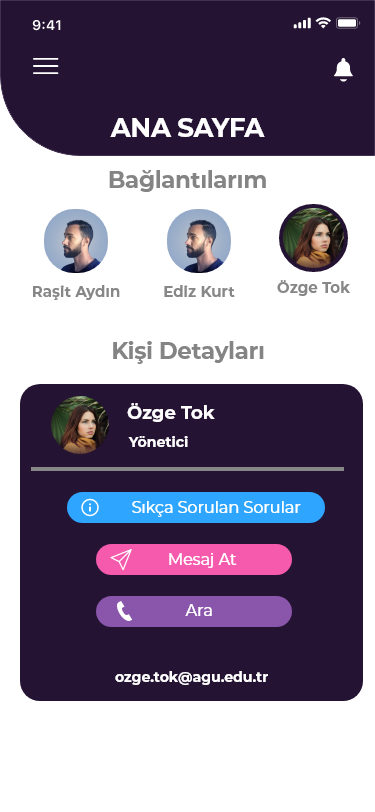 9:41
ANA SAYFA
Bağlantılarım
Raşit Aydın
Ediz Kurt
Özge Tok
Kişi Detayları
Özge Tok
Yönetici
Sıkça Sorulan Sorular
Mesaj At
Ara
ozge.tok@agu.edu.tr